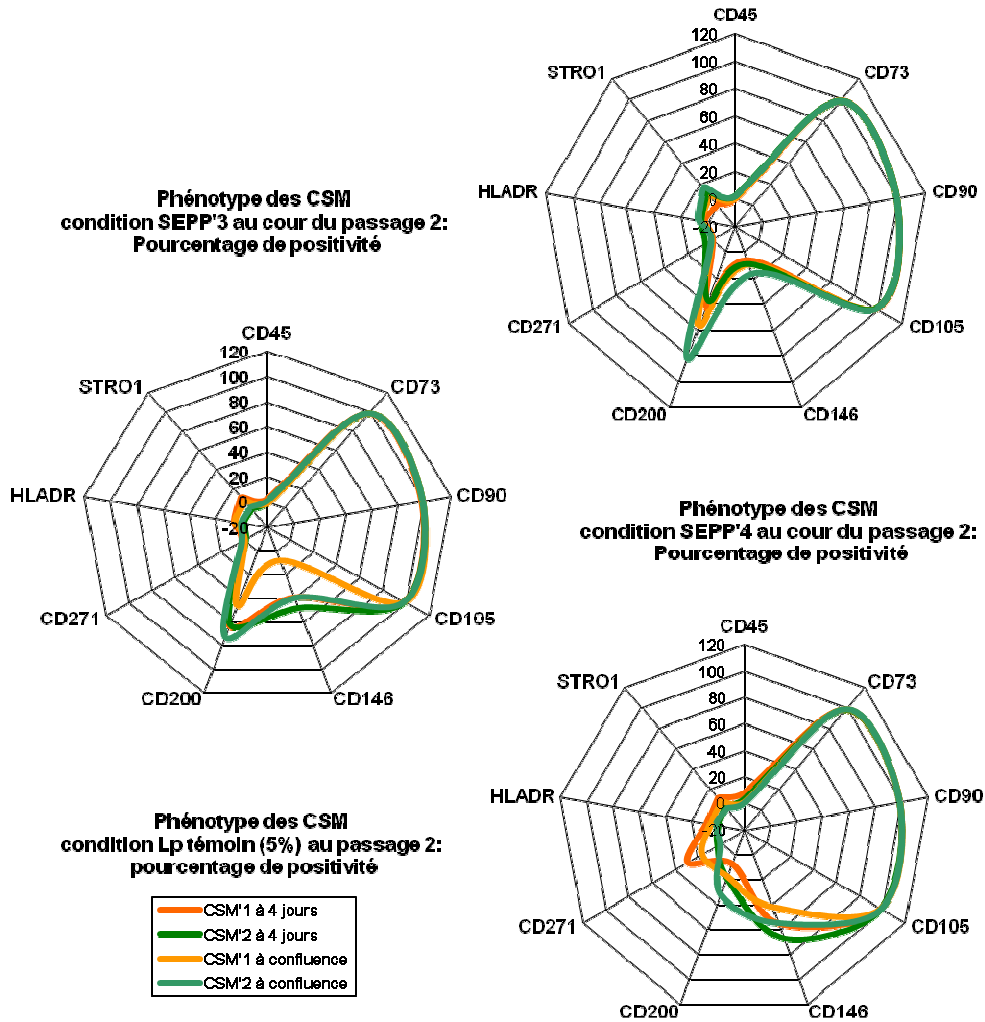 CD45
120
100
80
60
40
20
0
-20
STRO1
CD73
HLADR
CD90
CD271
CD105
CD200
CD146
Phénotype des CSM
condition SEPP'3 au cour du passage 2:
Pourcentage de positivité
CD45
120
100
80
60
40
20
0
-20
STRO1
CD73
HLADR
CD90
CD271
CD105
CD200
CD146
Phénotype des CSM
condition SEPP'4 au cour du passage 2:
Pourcentage de positivité
CD45
120
100
80
60
40
20
0
-20
STRO1
CD73
HLADR
CD90
CD271
CD105
CD200
CD146
Phénotype des CSM
condition Lp témoin (5%) au passage 2:
pourcentage de positivité
CSM'1 à 4 jours
CSM'2 à 4 jours
CSM'1 à confluence
CSM'2 à confluence